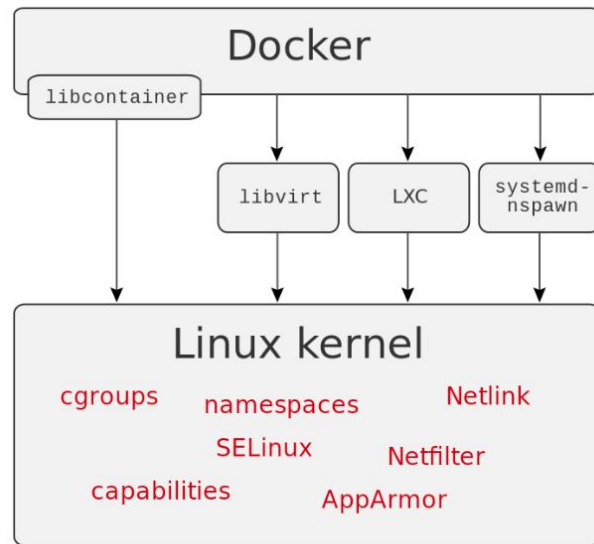 Docker
libcontainer
libvirt
LXC
systemd-
nspawn
Linux kernel
cgroups
namespaces
Netlink
SELinux
Netfilter
capabilities
AppArmor